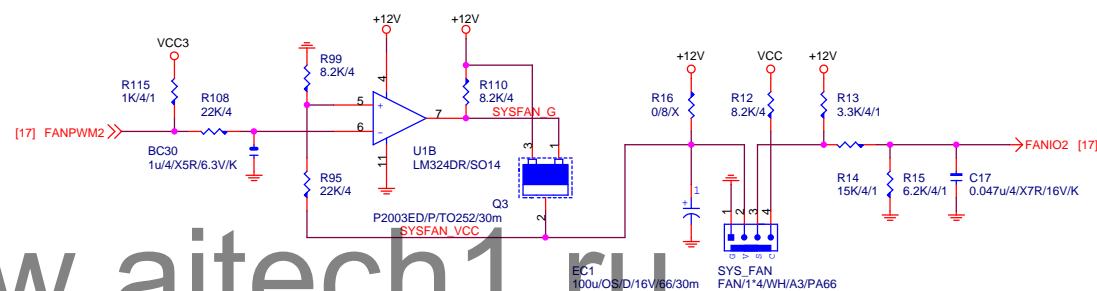 +12V
+12V
VCC3
R99
8.2K/4
+12V
VCC
+12V
R115
1K/4/1
R108
22K/4
4
R110
8.2K/4
R16
0/8/X
R12
8.2K/4
R13
3.3K/4/1
5
+
7
SYSFAN_G
[17] FANPWM2
6
−
FANIO2 [17]
BC30
1u/4/X5R/6.3V/K
11
U1B
LM324DR/SO14
3
1
R14
15K/4/1
R15
6.2K/4/1
C17
0.047u/4/X7R/16V/K
R95
22K/4
Q3
P2003ED/P/TO252/30m
2
SYSFAN_VCC
+
1
1
2
3
4
G
V
S
C
EC1
100u/OS/D/16V/66/30m
SYS_FAN
FAN/1*4/WH/A3/PA66
w.aitech1.ru